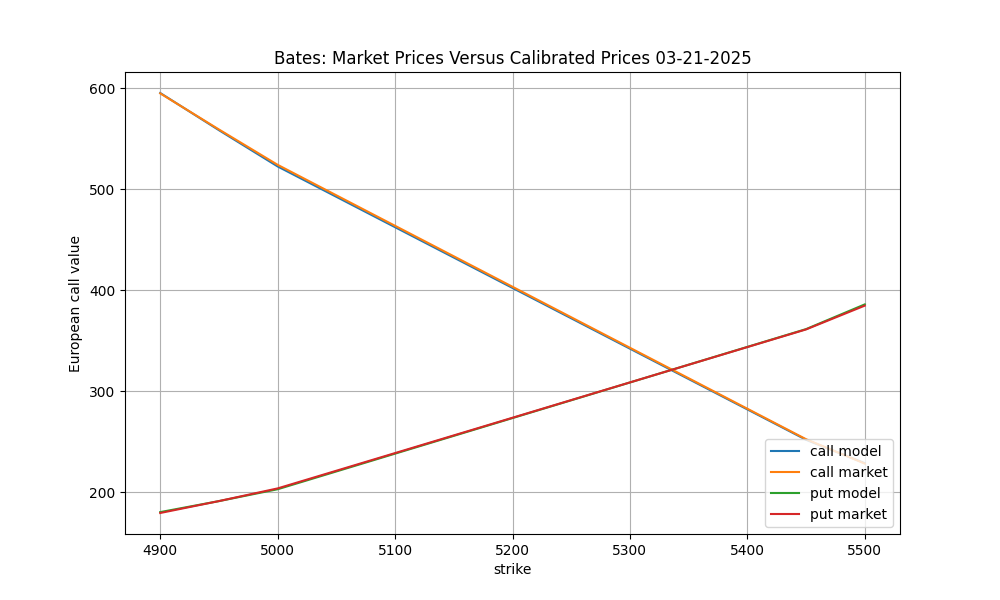 Bates: Market Prices Versus Calibrated Prices 03-21-2025
European call value
600
500
400
300
200
4900
5000
5100
5200
5300
5400
5500
strike
call model
call market
put model
put market